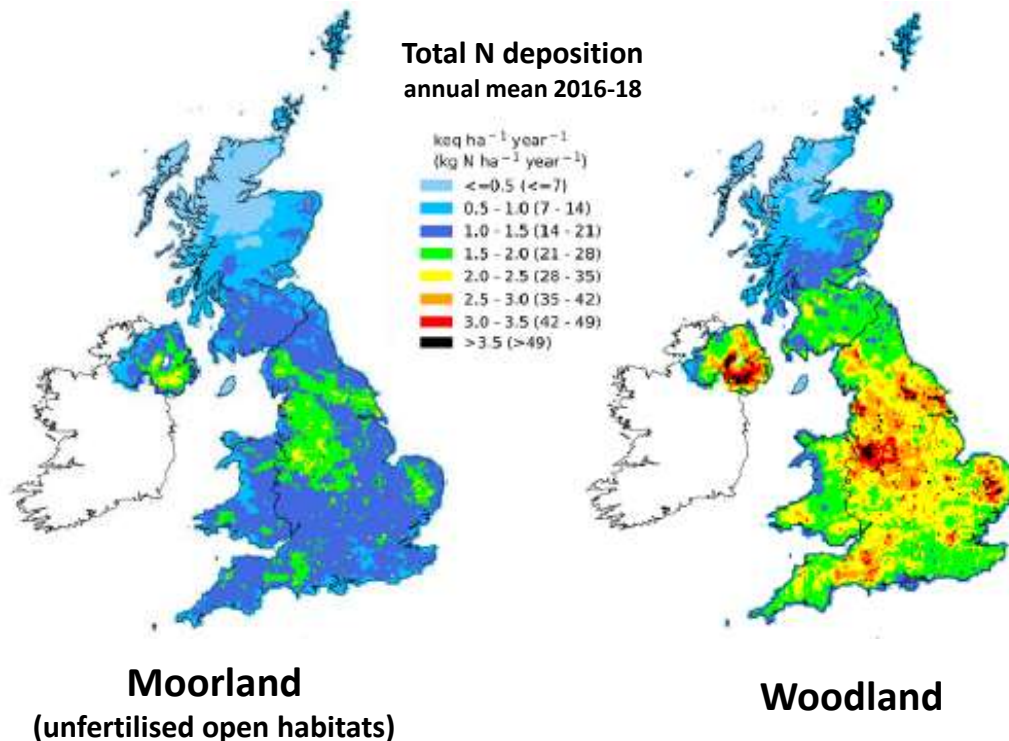 Total N deposition
annual mean 2016-18
keq ha⁻¹ year⁻¹
(kg N ha⁻¹ year⁻¹)
<=0.5 (<=7)
0.5 - 1.0 (7 - 14)
1.0 - 1.5 (14 - 21)
1.5 - 2.0 (21 - 28)
2.0 - 2.5 (28 - 35)
2.5 - 3.0 (35 - 42)
3.0 - 3.5 (42 - 49)
>3.5 (>49)
Moorland
(unfertilised open habitats)
Woodland